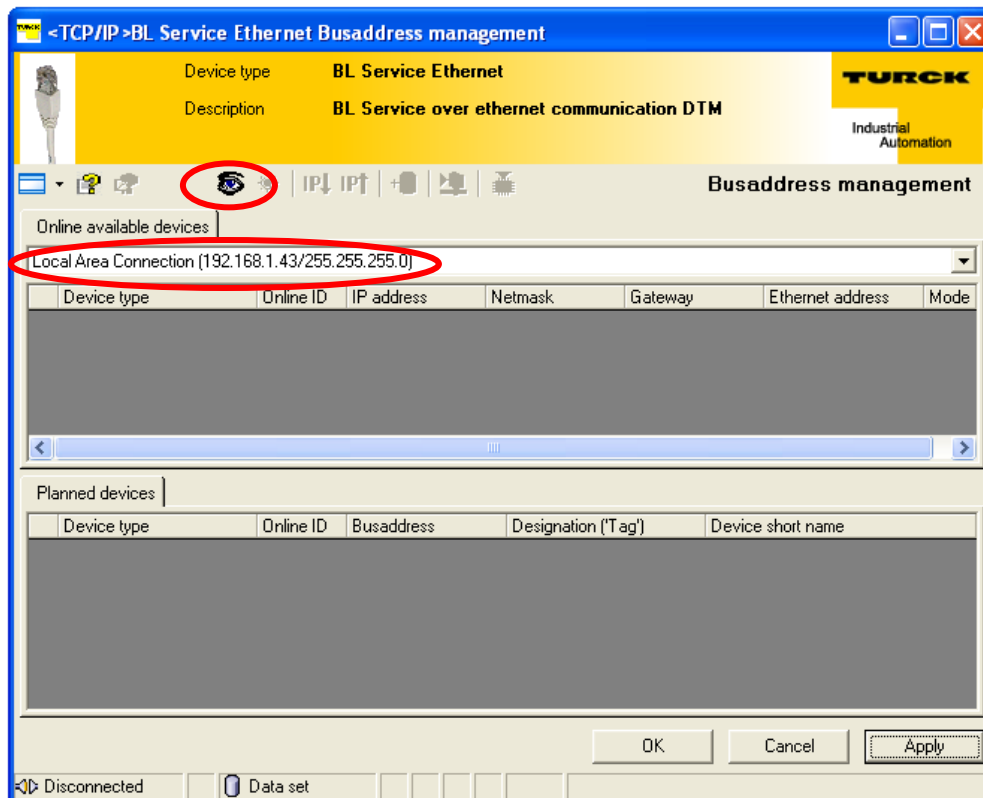 TURCK <TCP/IP>BL Service Ethernet Busaddress management
Device type BL Service Ethernet
TURCK
Description BL Service over ethernet communication DTM
Industrial
Automation
IP IP Busaddress management
Online available devices
Local Area Connection (192.168.1.43/255.255.255.0)
Device type Online ID IP address Netmask Gateway Ethernet address Mode
Planned devices
Device type Online ID Busaddress Designation ('Tag') Device short name
OK Cancel Apply
Disconnected Data set